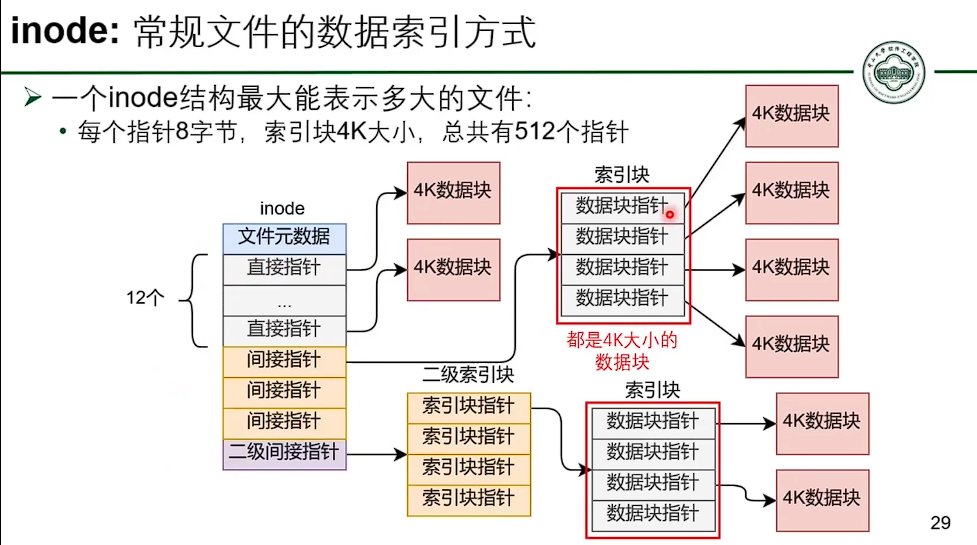 inode: 常规文件的数据索引方式
一个inode结构最大能表示多大的文件：
每个指针8字节，索引块4K大小，总共有512个指针
inode
文件元数据
直接指针
...
直接指针
间接指针
间接指针
间接指针
二级间接指针
12个
4K数据块
4K数据块
索引块
数据块指针
数据块指针
数据块指针
数据块指针
都是4K大小的
数据块
4K数据块
4K数据块
4K数据块
4K数据块
二级索引块
索引块指针
索引块指针
索引块指针
索引块指针
索引块
数据块指针
数据块指针
数据块指针
数据块指针
4K数据块
4K数据块
29